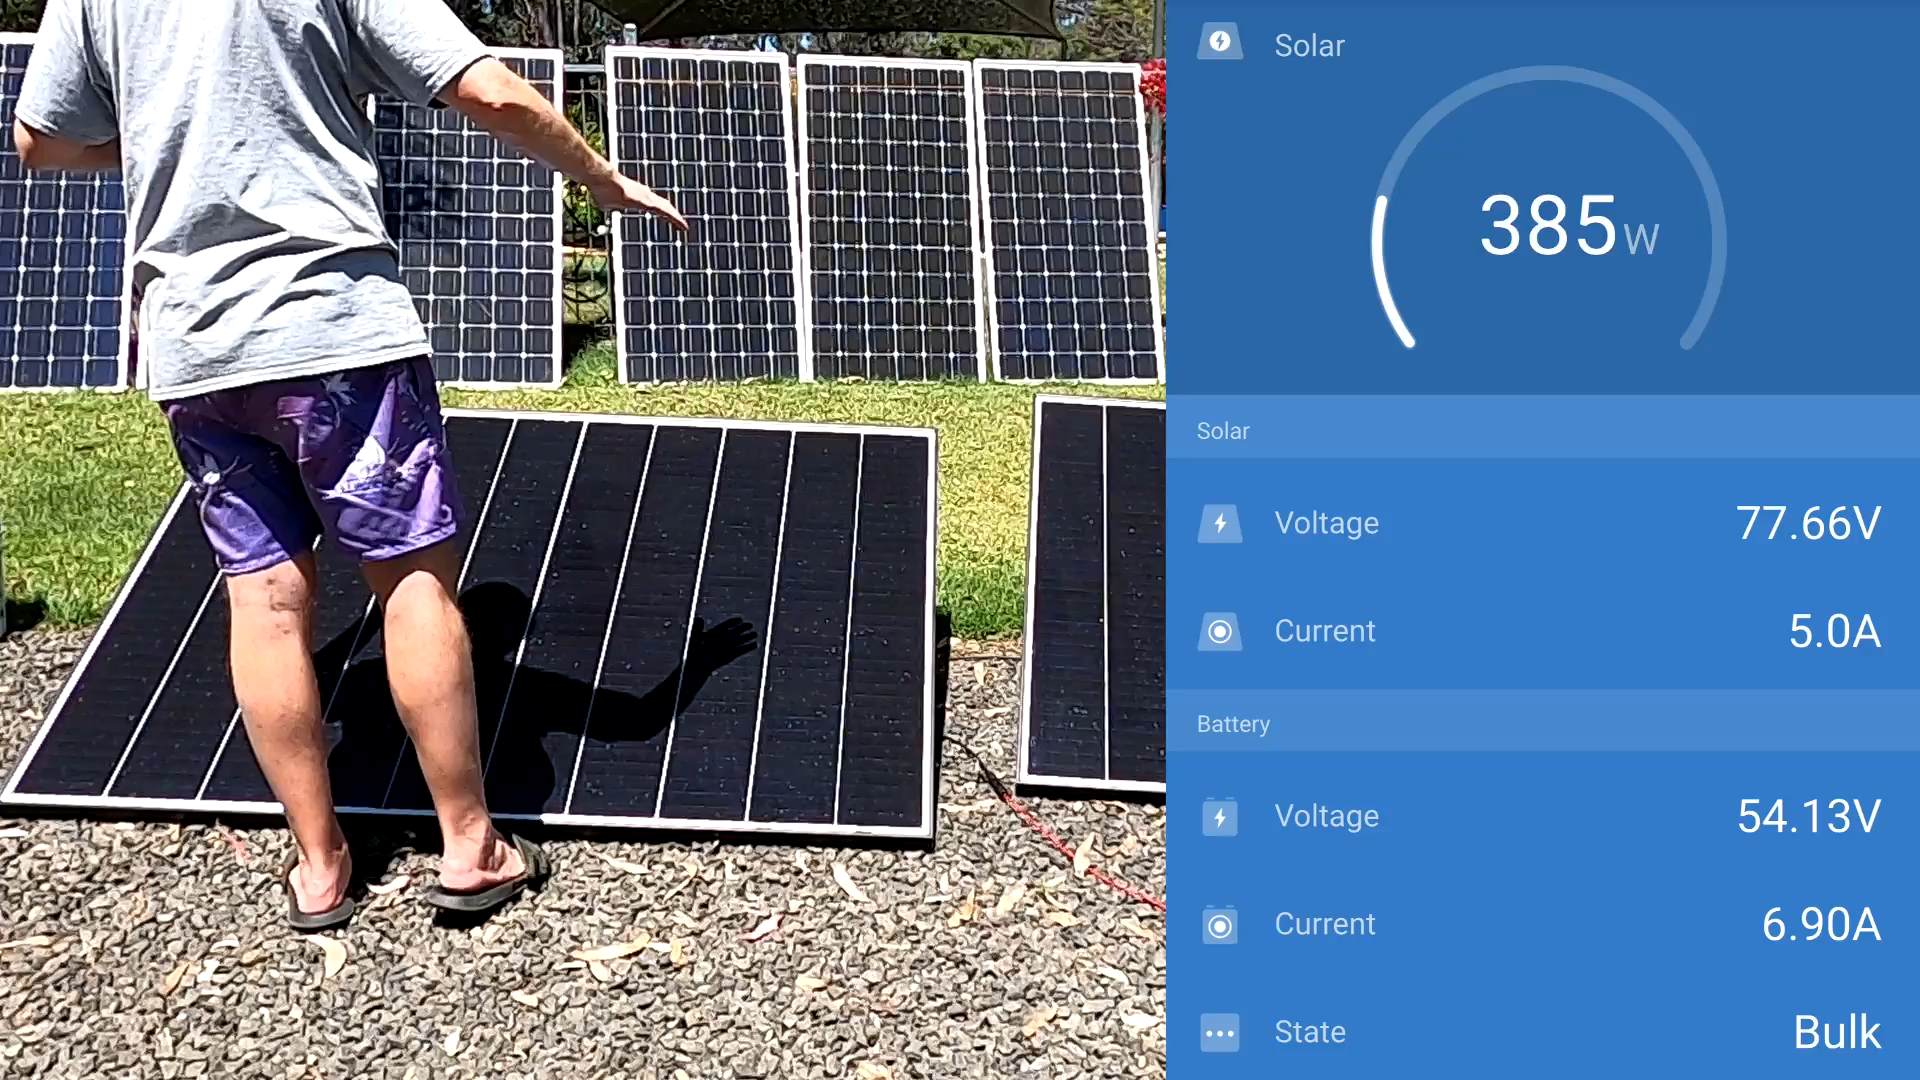 Solar
385W
Solar
Voltage 77.66V
Current 5.0A
Battery
Voltage 54.13V
Current 6.90A
State Bulk